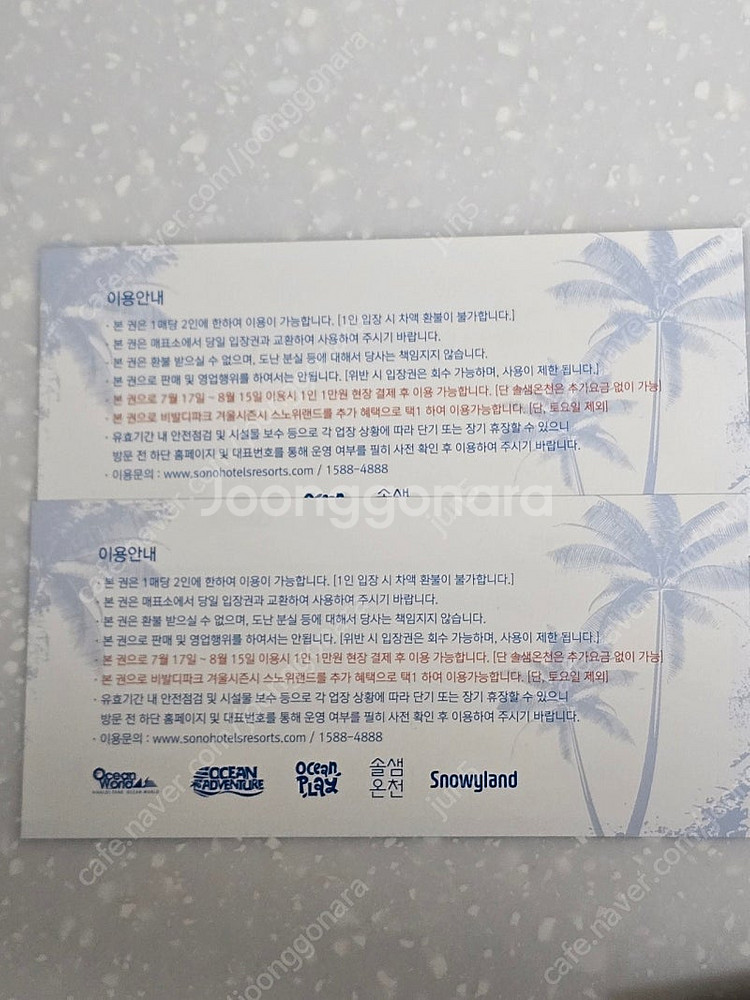 이용안내
· 본 권은 1매당 2인에 한하여 이용이 가능합니다. [1인 입장 시 차액 환불이 불가합니다.]
· 본 권은 매표소에서 당일 입장권과 교환하여 사용하여 주시기 바랍니다.
· 본 권은 환불 받으실 수 없으며, 도난 분실 등에 대해서 당사는 책임지지 않습니다.
· 본 권으로 판매 및 영업행위를 하여서는 안됩니다. [위반 시 입장권은 회수 가능하며, 사용이 제한 됩니다.]
· 본 권으로 7월 17일 ~ 8월 15일 이용시 1인 1만원 현장 결제 후 이용 가능합니다. [단 솔샘온천은 추가요금 없이 가능]
· 본 권으로 비발디파크 겨울시즌시 스노위랜드를 추가 혜택으로 택1 하여 이용가능합니다. [단, 토요일 제외]
· 유효기간 내 안전점검 및 시설물 보수 등으로 각 업장 상황에 따라 단기 또는 장기 휴장할 수 있으니
방문 전 하단 홈페이지 및 대표번호를 통해 운영 여부를 필히 사전 확인 후 이용하여 주시기 바랍니다.
· 이용문의 : www.sonohotelsresorts.com / 1588-4888
Joonggonara
이용안내
· 본 권은 1매당 2인에 한하여 이용이 가능합니다. [1인 입장 시 차액 환불이 불가합니다.]
· 본 권은 매표소에서 당일 입장권과 교환하여 사용하여 주시기 바랍니다.
· 본 권은 환불 받으실 수 없으며, 도난 분실 등에 대해서 당사는 책임지지 않습니다.
· 본 권으로 판매 및 영업행위를 하여서는 안됩니다. [위반 시 입장권은 회수 가능하며, 사용이 제한 됩니다.]
· 본 권으로 7월 17일 ~ 8월 15일 이용시 1인 1만원 현장 결제 후 이용 가능합니다. [단 솔샘온천은 추가요금 없이 가능]
· 본 권으로 비발디파크 겨울시즌시 스노위랜드를 추가 혜택으로 택1 하여 이용가능합니다. [단, 토요일 제외]
· 유효기간 내 안전점검 및 시설물 보수 등으로 각 업장 상황에 따라 단기 또는 장기 휴장할 수 있으니
방문 전 하단 홈페이지 및 대표번호를 통해 운영 여부를 필히 사전 확인 후 이용하여 주시기 바랍니다.
· 이용문의 : www.sonohotelsresorts.com / 1588-4888
Ocean World OCEAN ADVENTURE Ocean PLAY 솔샘온천 Snowyland
cafe.naver.com/joonggonara
jun5